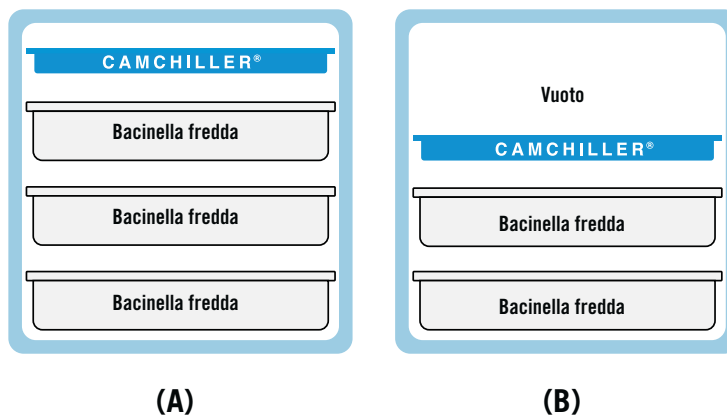 CAMCHILLER®
Bacinella fredda
Bacinella fredda
Bacinella fredda
(A)
Vuoto
CAMCHILLER®
Bacinella fredda
Bacinella fredda
(B)